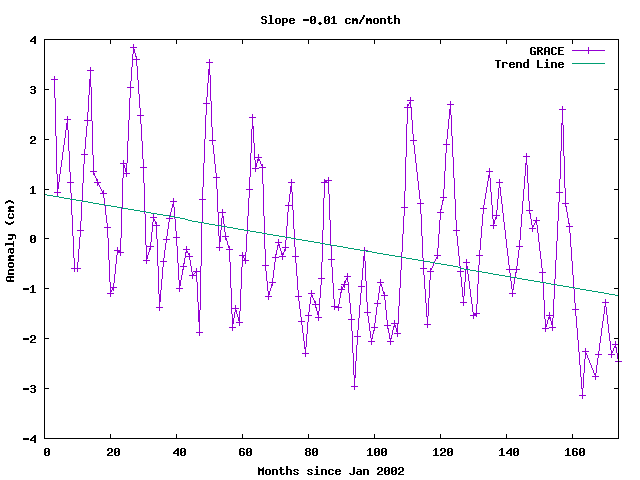 Slope -0.01 cm/month
GRACE
Trend Line
4
3
2
1
0
-1
-2
-3
-4
Anomaly (cm)
0 20 40 60 80 100 120 140 160
Months since Jan 2002